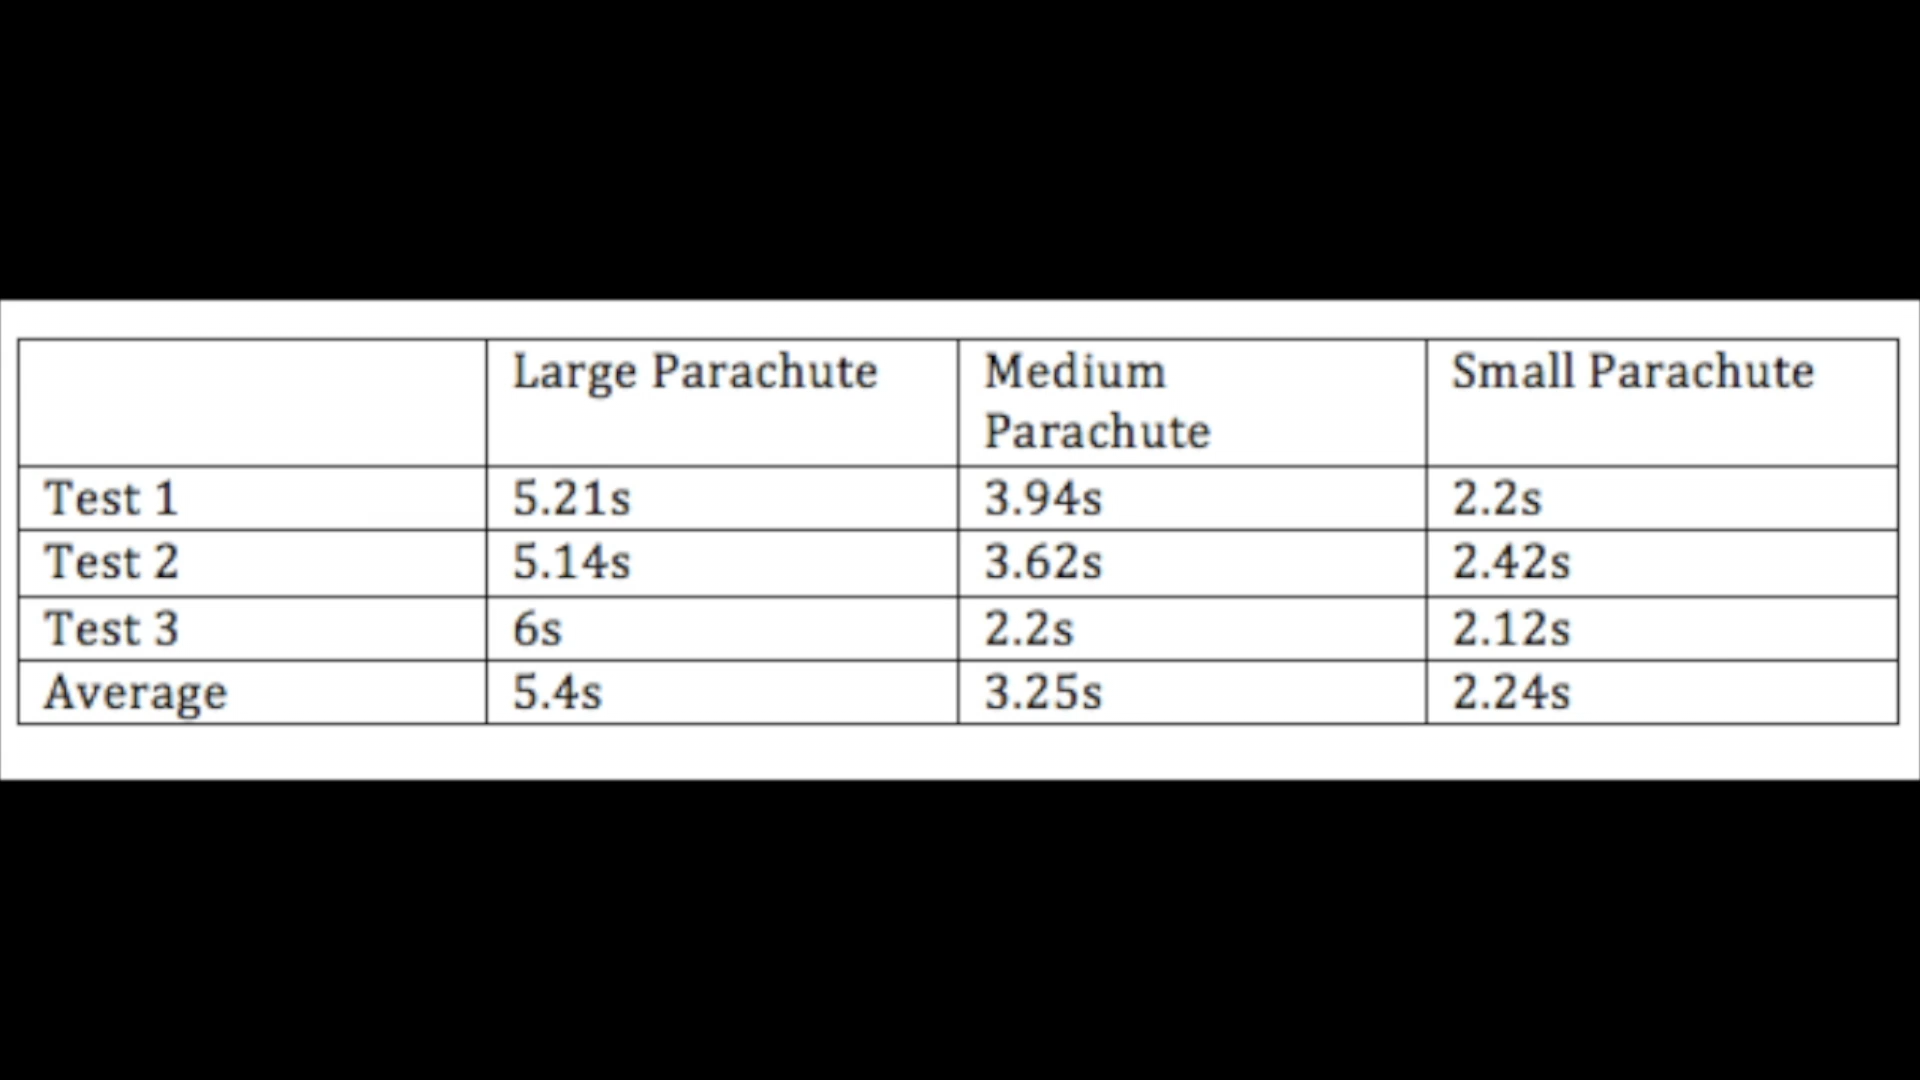 Large Parachute Medium Parachute Small Parachute
Test 1 5.21s 3.94s 2.2s
Test 2 5.14s 3.62s 2.42s
Test 3 6s 2.2s 2.12s
Average 5.4s 3.25s 2.24s